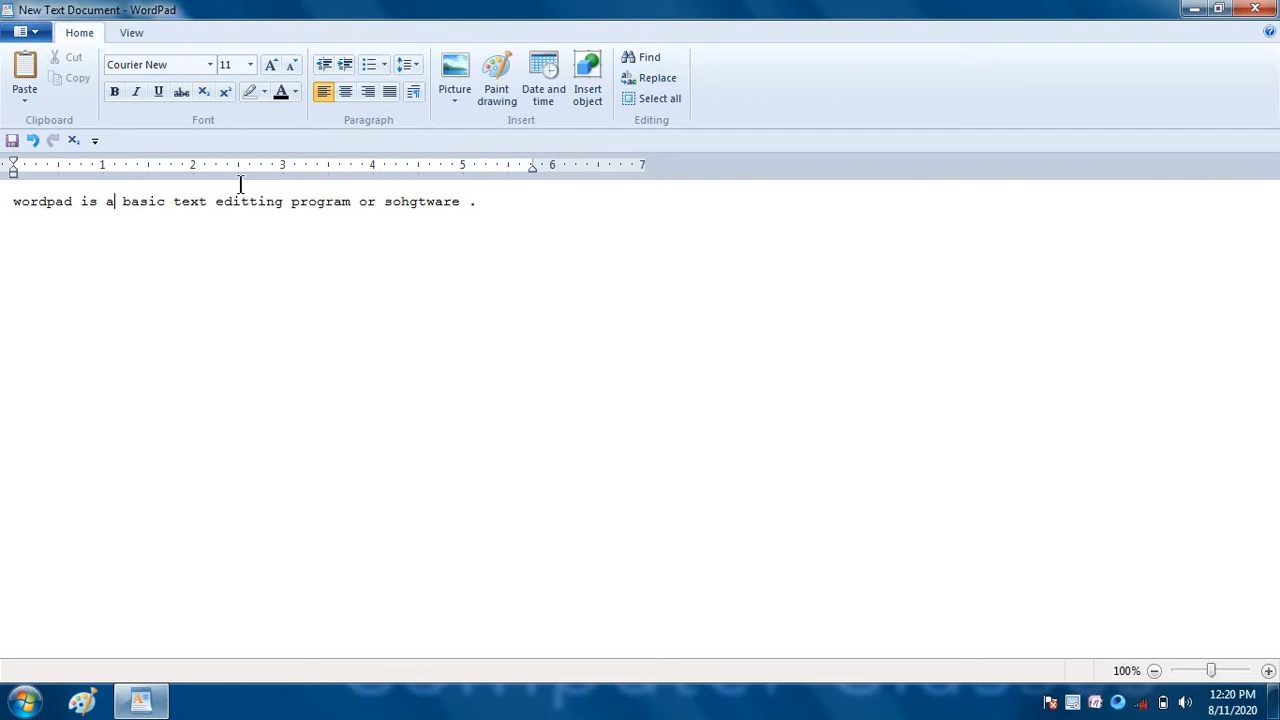 New Text Document - WordPad
Home View
Cut
Copy
Paste
Clipboard
Courier New 11
B I U abc X₂ X² A
Font
Paragraph
Picture
Paint drawing
Date and time
Insert object
Insert
Find
Replace
Select all
Editing
1 2 3 4 5 6 7
wordpad is a basic text editting program or sohgtware .
100%
12:20 PM
8/11/2020